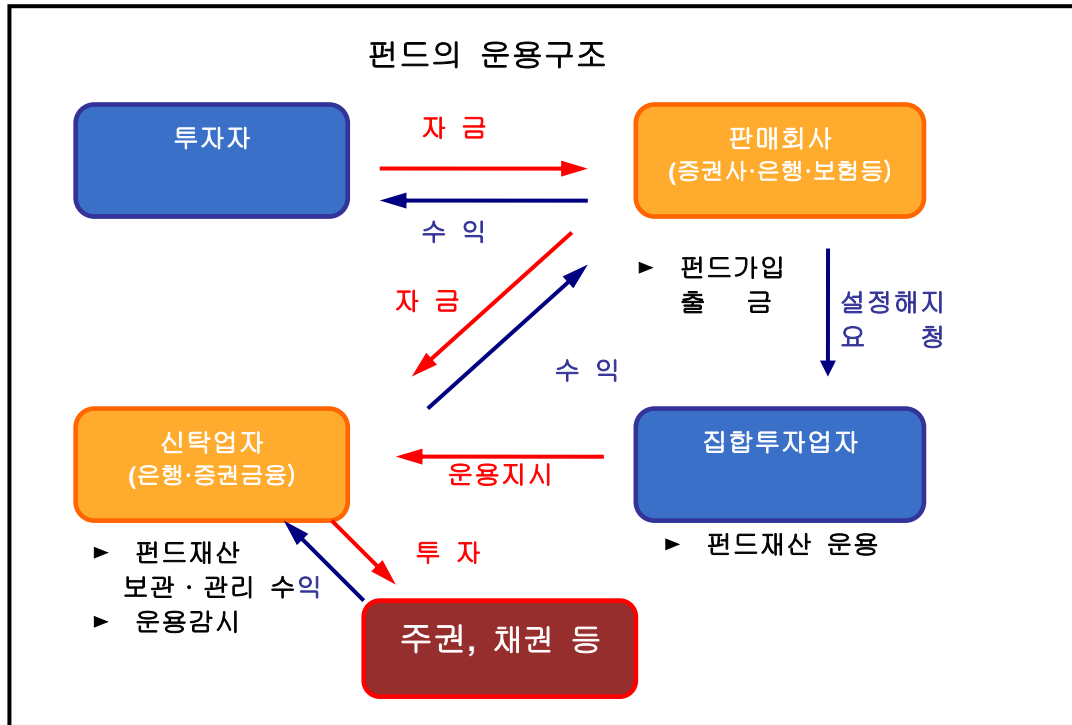 펀드의 운용구조
투자자
자 금
판매회사
(증권사·은행·보험등)
수 익
► 펀드가입
출 금
자 금
설정해지
요 청
수 익
신탁업자
(은행·증권금융)
집합투자업자
운용지시
► 펀드재산
보관·관리 수익
► 운용감시
투 자
► 펀드재산 운용
주권, 채권 등